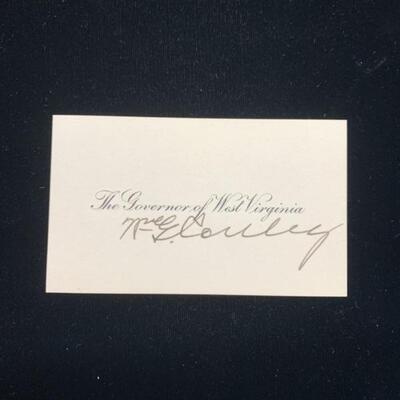 The Governor of West Virginia
Wm G. Conley